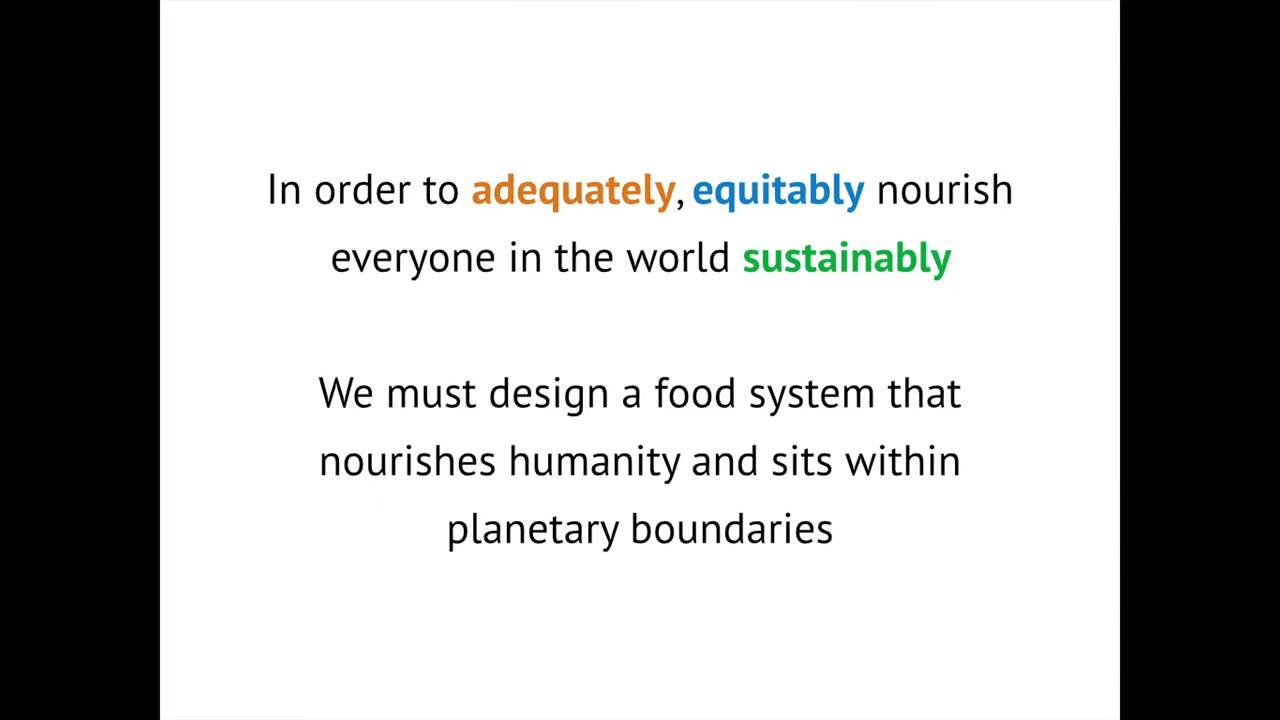 In order to adequately, equitably nourish
everyone in the world sustainably
We must design a food system that
nourishes humanity and sits within
planetary boundaries